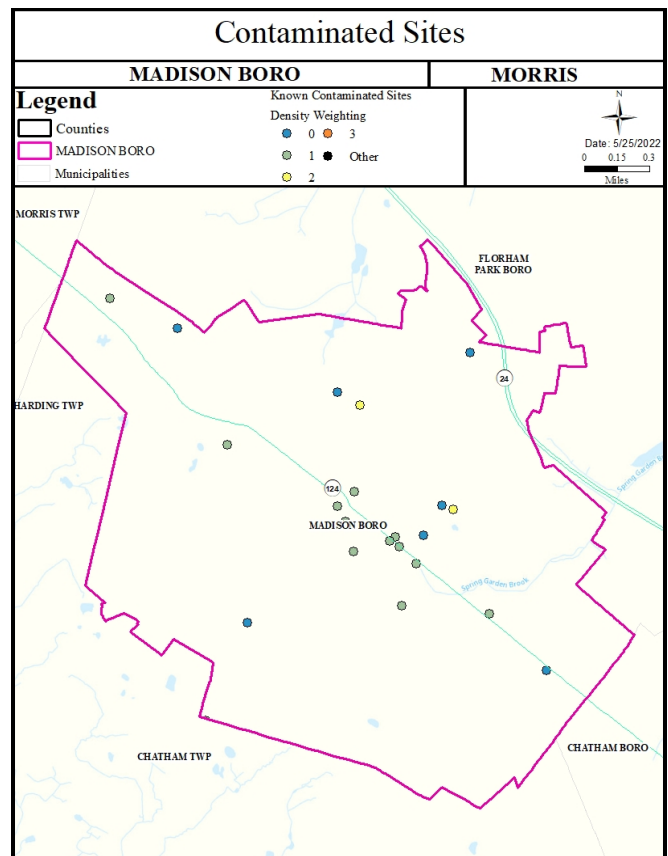 Contaminated Sites
MADISON BORO
MORRIS
Legend
Counties
MADISON BORO
Municipalities
Known Contaminated Sites
Density Weighting
0
3
1
Other
2
N
Date: 5/25/2022
0 0.15 0.3
Miles
MORRIS TWP
FLORHAM
PARK BORO
24
HARDING TWP
124
Spring Garden
MADISON BORO
Spring Garden Brook
CHATHAM TWP
CHATHAM BORO